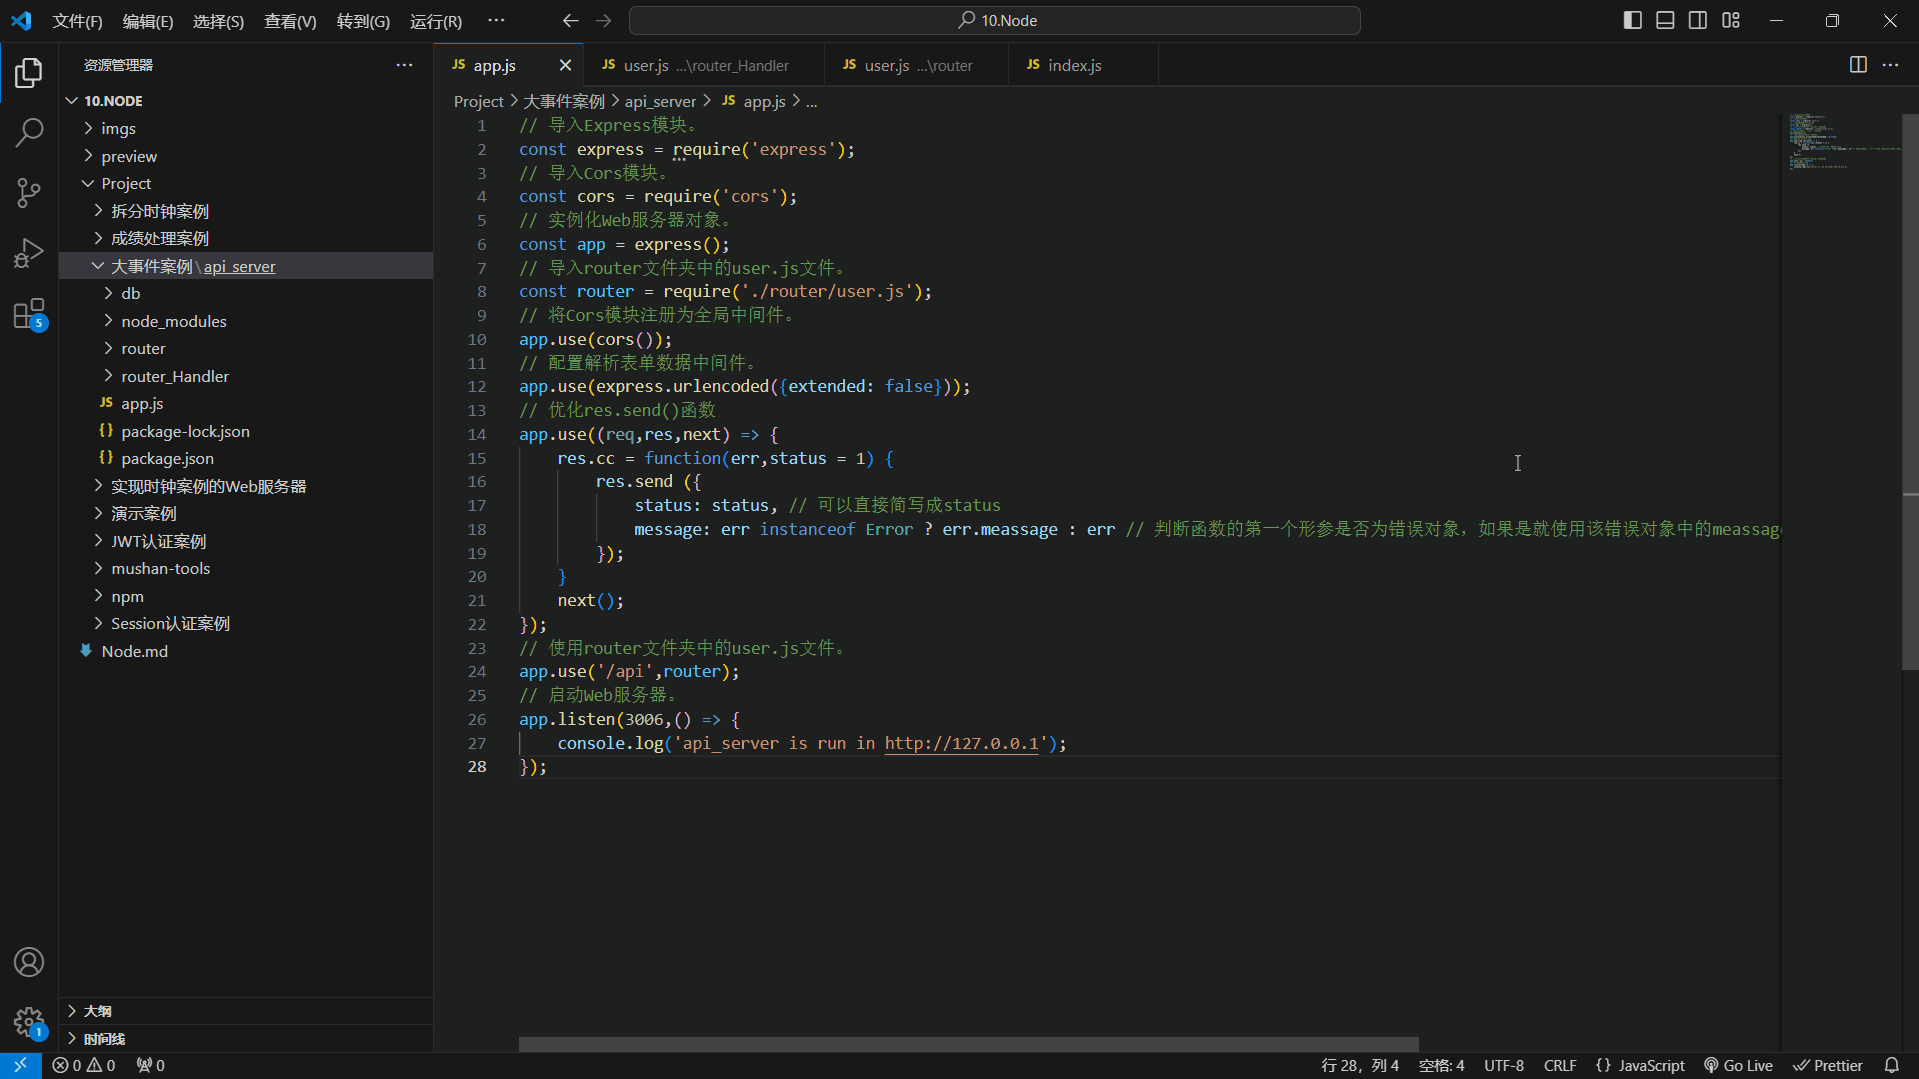 文件(F) 编辑(E) 选择(S) 查看(V) 转到(G) 运行(R) ··· 10.Node
资源管理器 ···
JS app.js JS user.js ...\router_Handler JS user.js ...\router JS index.js
Project > 大事件案例 > api_server > JS app.js > ...
10.NODE
imgs
preview
Project
拆分时钟案例
成绩处理案例
大事件案例\api_server
db
node_modules
router
router_Handler
JS app.js
{} package-lock.json
{} package.json
实现时钟案例的Web服务器
演示案例
JWT认证案例
mushan-tools
npm
Session认证案例
Node.md
大纲
时间线
5
1
1 // 导入Express模块。
2 const express = require('express');
3 // 导入Cors模块。
4 const cors = require('cors');
5 // 实例化Web服务器对象。
6 const app = express();
7 // 导入router文件夹中的user.js文件。
8 const router = require('./router/user.js');
9 // 将Cors模块注册为全局中间件。
10 app.use(cors());
11 // 配置解析表单数据中间件。
12 app.use(express.urlencoded({extended: false}));
13 // 优化res.send()函数
14 app.use((req,res,next) => {
15 res.cc = function(err,status = 1) {
16 res.send ({
17 status: status, // 可以直接简写成status
18 message: err instanceof Error ? err.meassage : err // 判断函数的第一个形参是否为错误对象，如果是就使用该错误对象中的meassage
19 });
20 }
21 next();
22 });
23 // 使用router文件夹中的user.js文件。
24 app.use('/api',router);
25 // 启动Web服务器。
26 app.listen(3006,() => {
27 console.log('api_server is run in http://127.0.0.1');
28 });
0 0 0 行 28，列 4 空格: 4 UTF-8 CRLF {} JavaScript Go Live Prettier